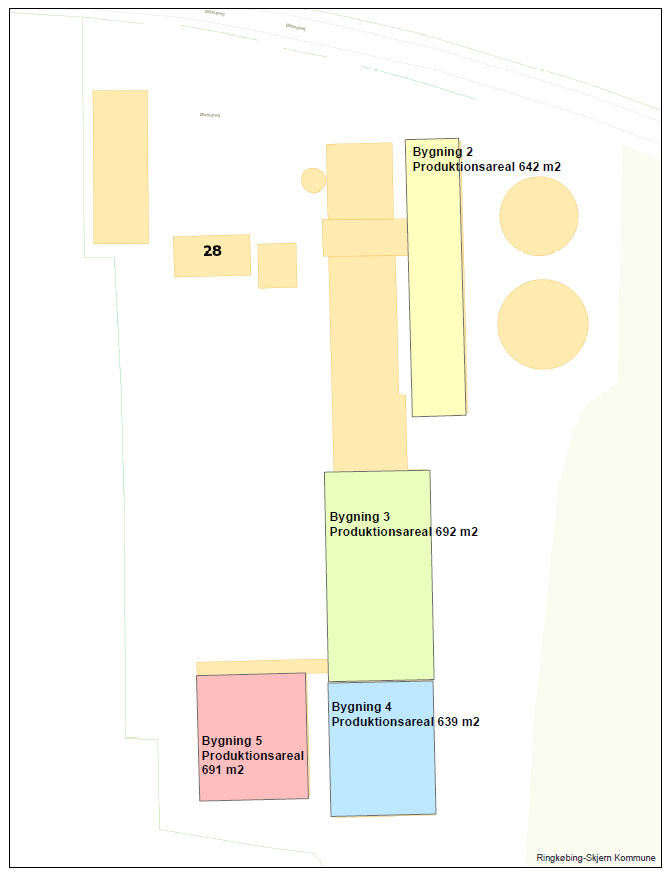 Bygning 2
Produktionsareal 642 m2
28
Bygning 3
Produktionsareal 692 m2
Bygning 4
Produktionsareal 639 m2
Bygning 5
Produktionsareal
691 m2
Ringkøbing-Skjern Kommune